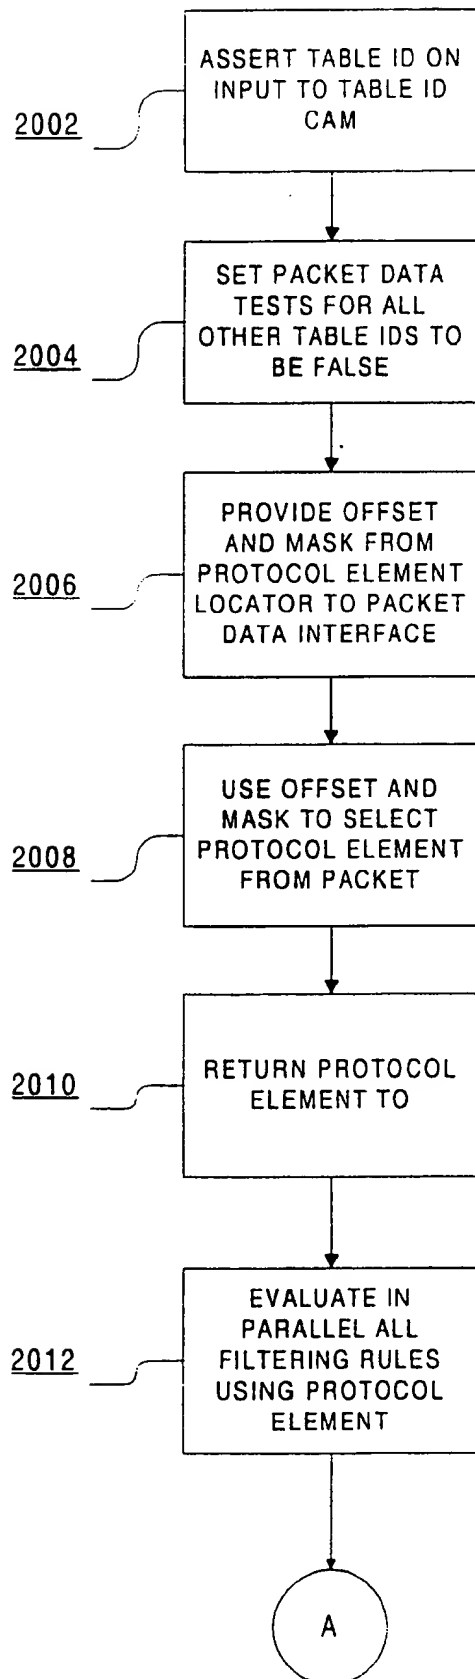 2002
ASSERT TABLE ID ON
INPUT TO TABLE ID
CAM
2004
SET PACKET DATA
TESTS FOR ALL
OTHER TABLE IDS TO
BE FALSE
2006
PROVIDE OFFSET
AND MASK FROM
PROTOCOL ELEMENT
LOCATOR TO PACKET
DATA INTERFACE
2008
USE OFFSET AND
MASK TO SELECT
PROTOCOL ELEMENT
FROM PACKET
2010
RETURN PROTOCOL
ELEMENT TO
2012
EVALUATE IN
PARALLEL ALL
FILTERING RULES
USING PROTOCOL
ELEMENT
A